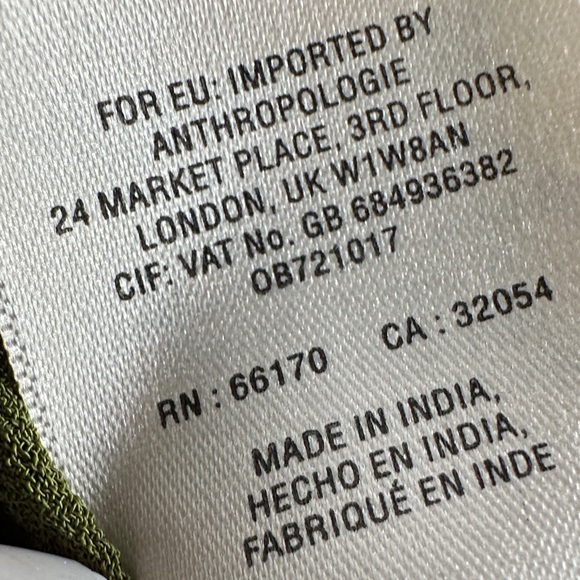 FOR EU: IMPORTED BY
ANTHROPOLOGIE
24 MARKET PLACE, 3RD FLOOR,
LONDON, UK W1W8AN
CIF: VAT No. GB 684936382
OB721017
RN : 66170 CA : 32054
MADE IN INDIA,
HECHO EN INDIA,
FABRIQUÉ EN INDE